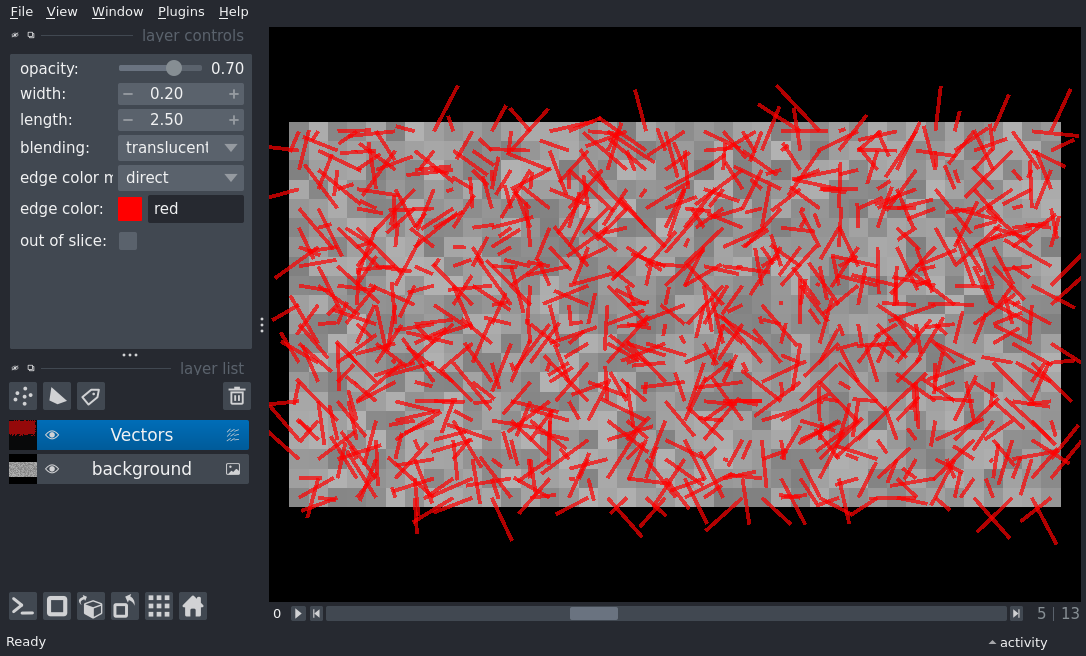 File View Window Plugins Help
layer controls
opacity: 0.70
width: − 0.20 +
length: − 2.50 +
blending: translucent
edge color m direct
edge color: red
out of slice:
layer list
Vectors
background
0 5 | 13
Ready activity